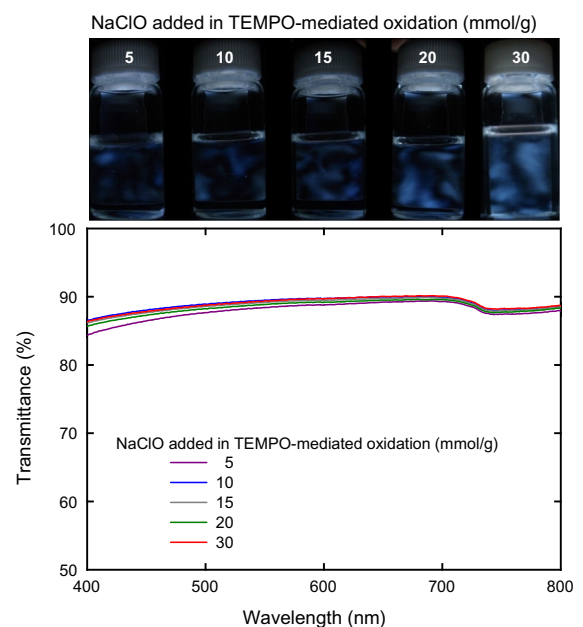 NaClO added in TEMPO-mediated oxidation (mmol/g)
5 10 15 20 30
100
90
80
70
60
50
Transmittance (%)
NaClO added in TEMPO-mediated oxidation (mmol/g)
5
10
15
20
30
400 500 600 700 800
Wavelength (nm)